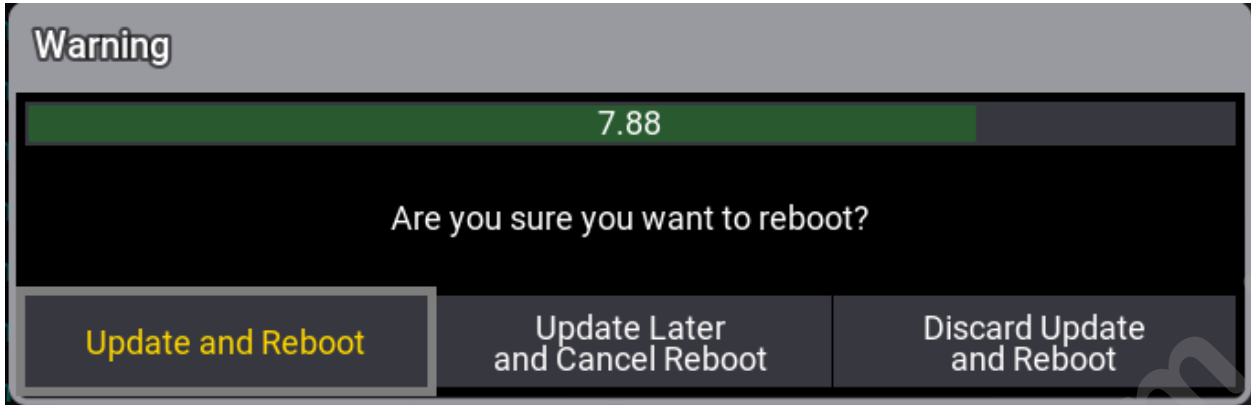 Warning
7.88
Are you sure you want to reboot?
Update and Reboot
Update Later
and Cancel Reboot
Discard Update
and Reboot